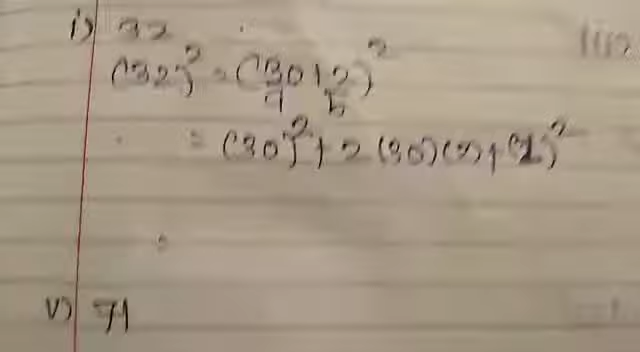 i) 32
(32)² = (30+2)²
a b
= (30)² + 2 (30) (2) + (2)²
=
v) 71